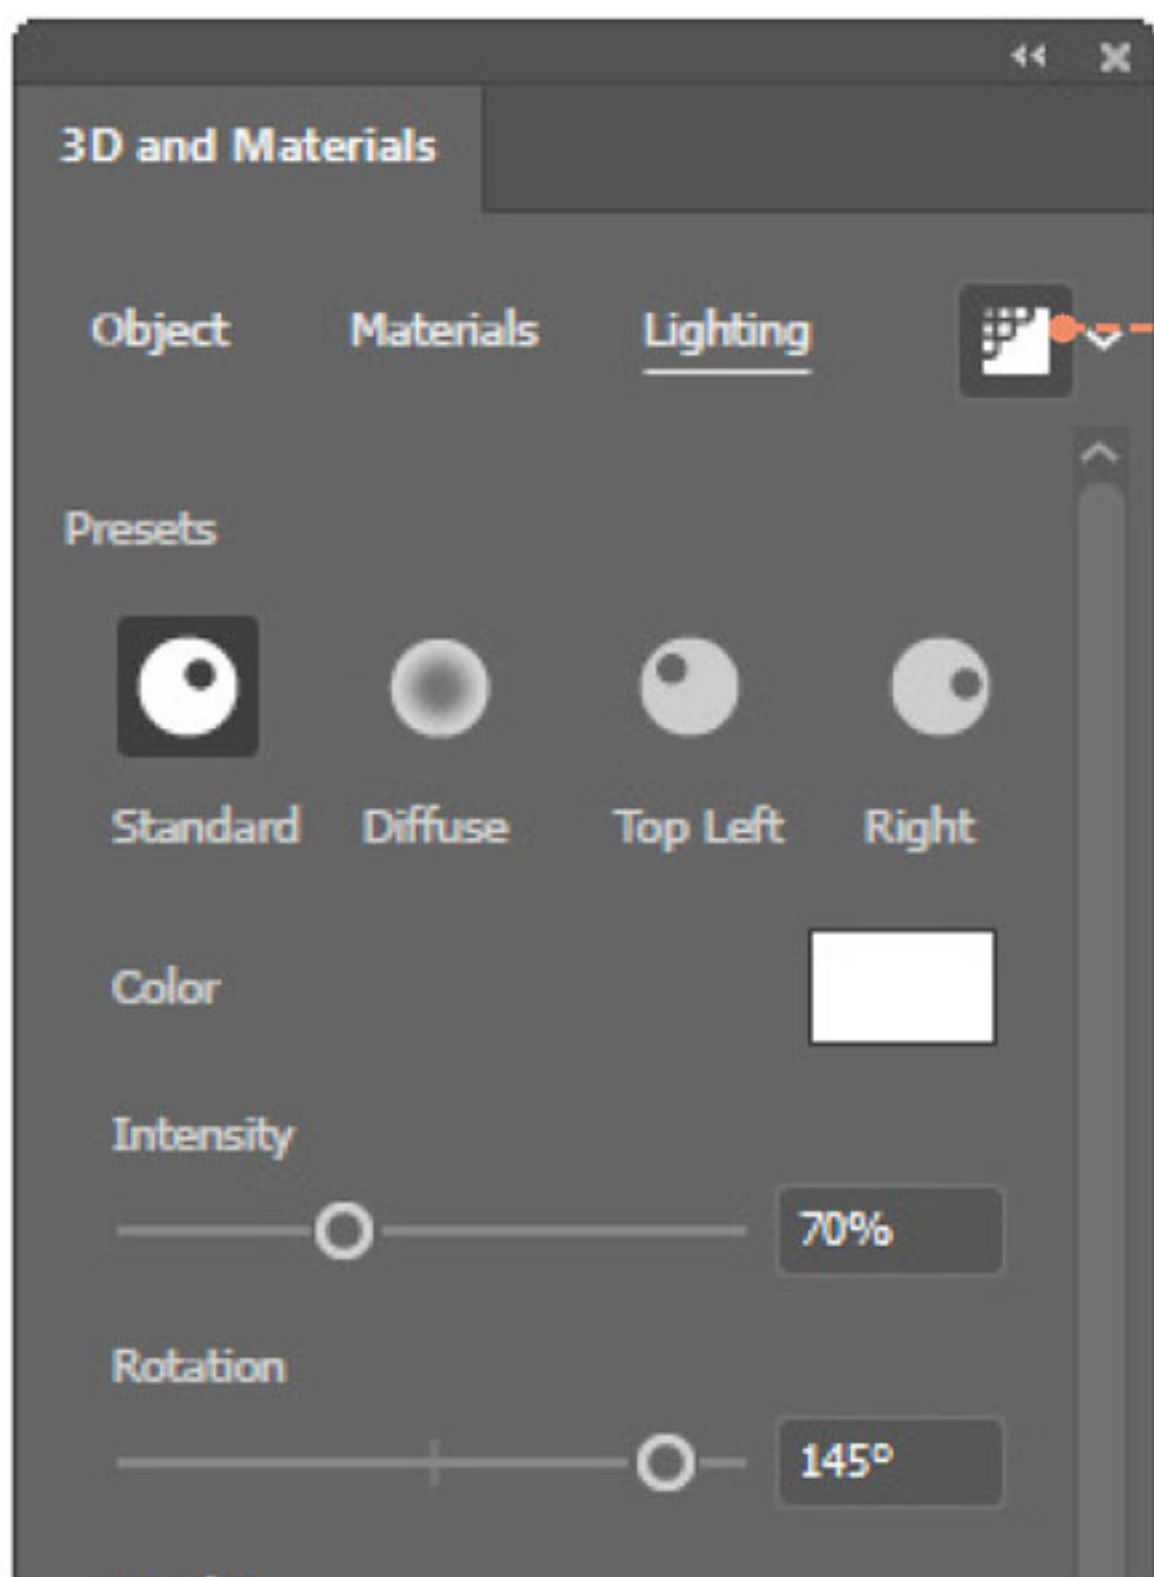 3D and Materials
Object Materials Lighting
Presets
Standard Diffuse Top Left Right
Color
Intensity
70%
Rotation
145°